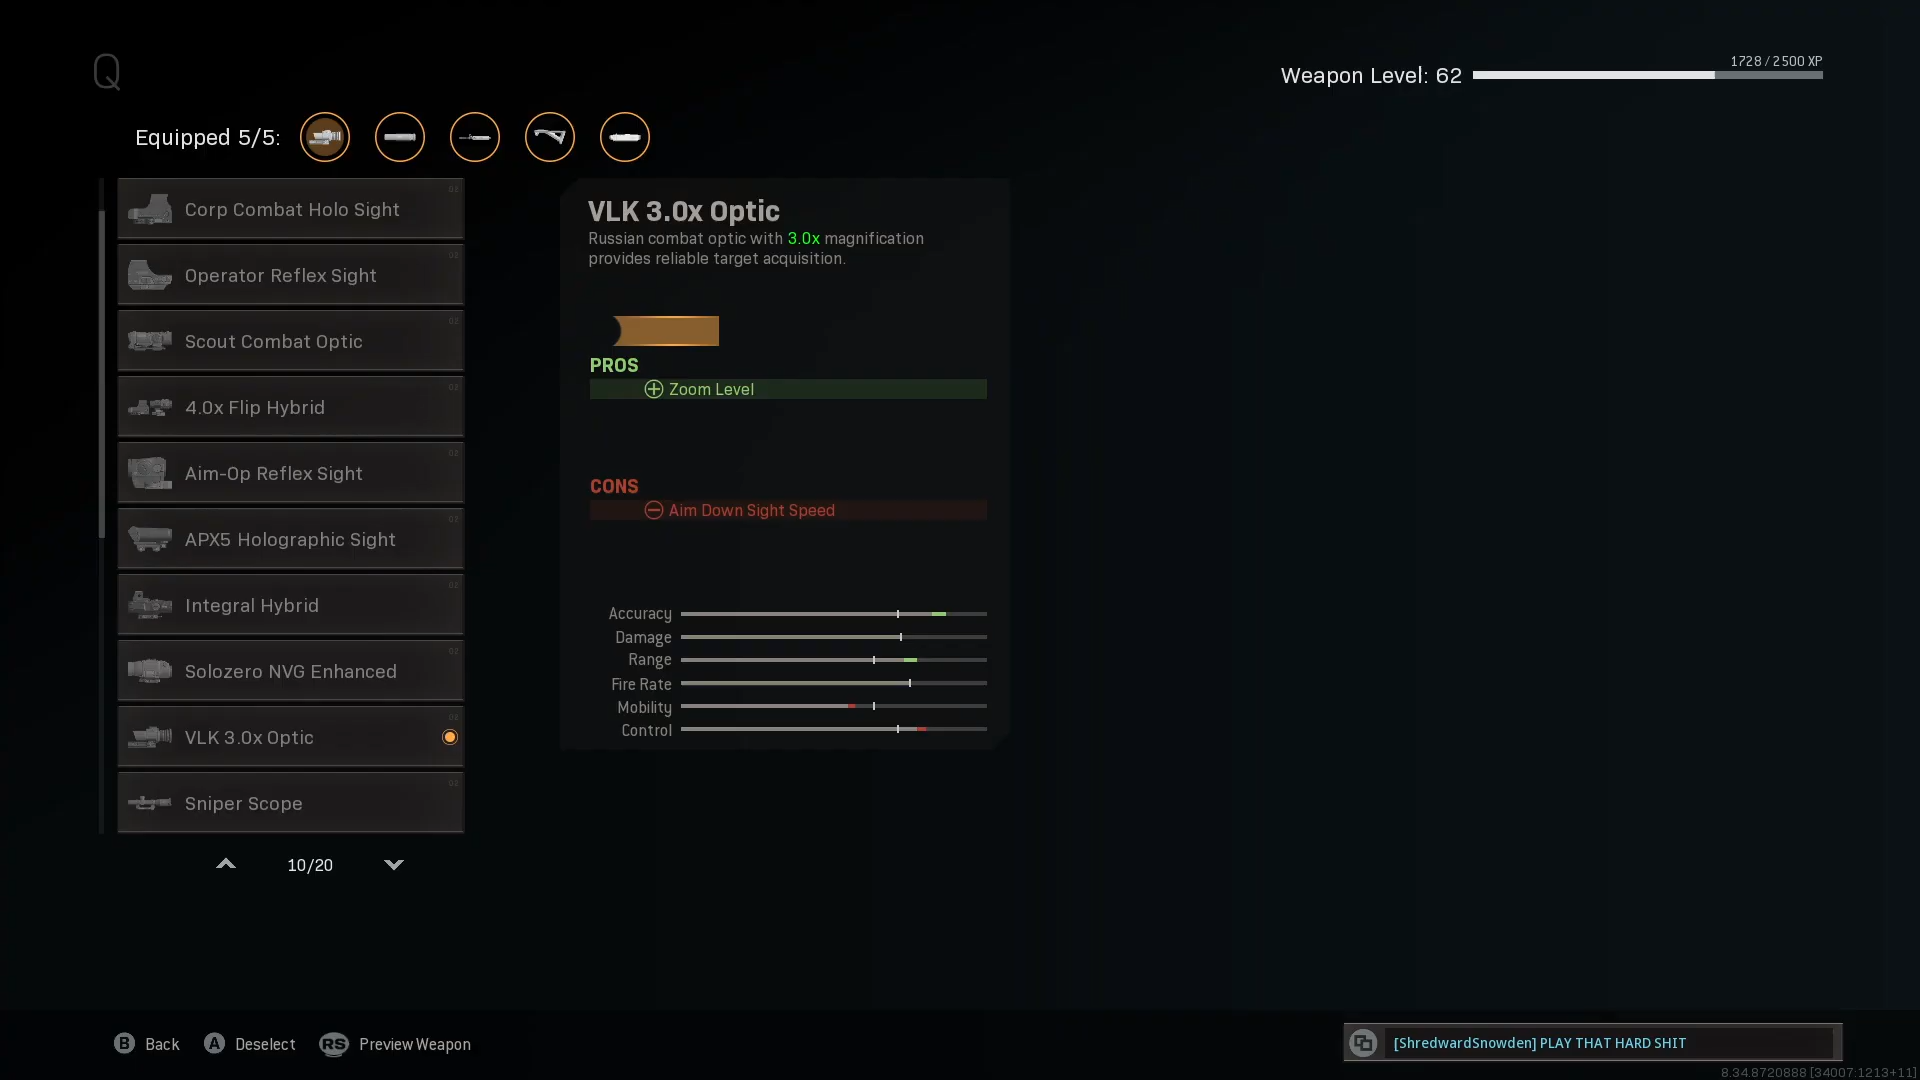 Q
Weapon Level: 62
1728 / 2500 XP
Equipped 5/5:
Corp Combat Holo Sight
Operator Reflex Sight
Scout Combat Optic
4.0x Flip Hybrid
Aim-Op Reflex Sight
APX5 Holographic Sight
Integral Hybrid
Solozero NVG Enhanced
VLK 3.0x Optic
Sniper Scope
10/20
VLK 3.0x Optic
Russian combat optic with 3.0x magnification
provides reliable target acquisition.
PROS
Zoom Level
CONS
Aim Down Sight Speed
Accuracy
Damage
Range
Fire Rate
Mobility
Control
B Back A Deselect RS Preview Weapon
[ShredwardSnowden] PLAY THAT HARD SHIT
8.34.8720888 [34007:1213+11]